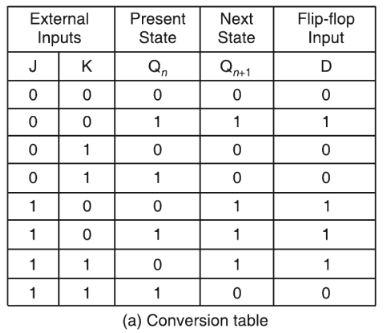 External Inputs Present State Next State Flip-flop Input
J K Qn Qn+1 D
0 0 0 0 0
0 0 1 1 1
0 1 0 0 0
0 1 1 0 0
1 0 0 1 1
1 0 1 1 1
1 1 0 1 1
1 1 1 0 0
(a) Conversion table